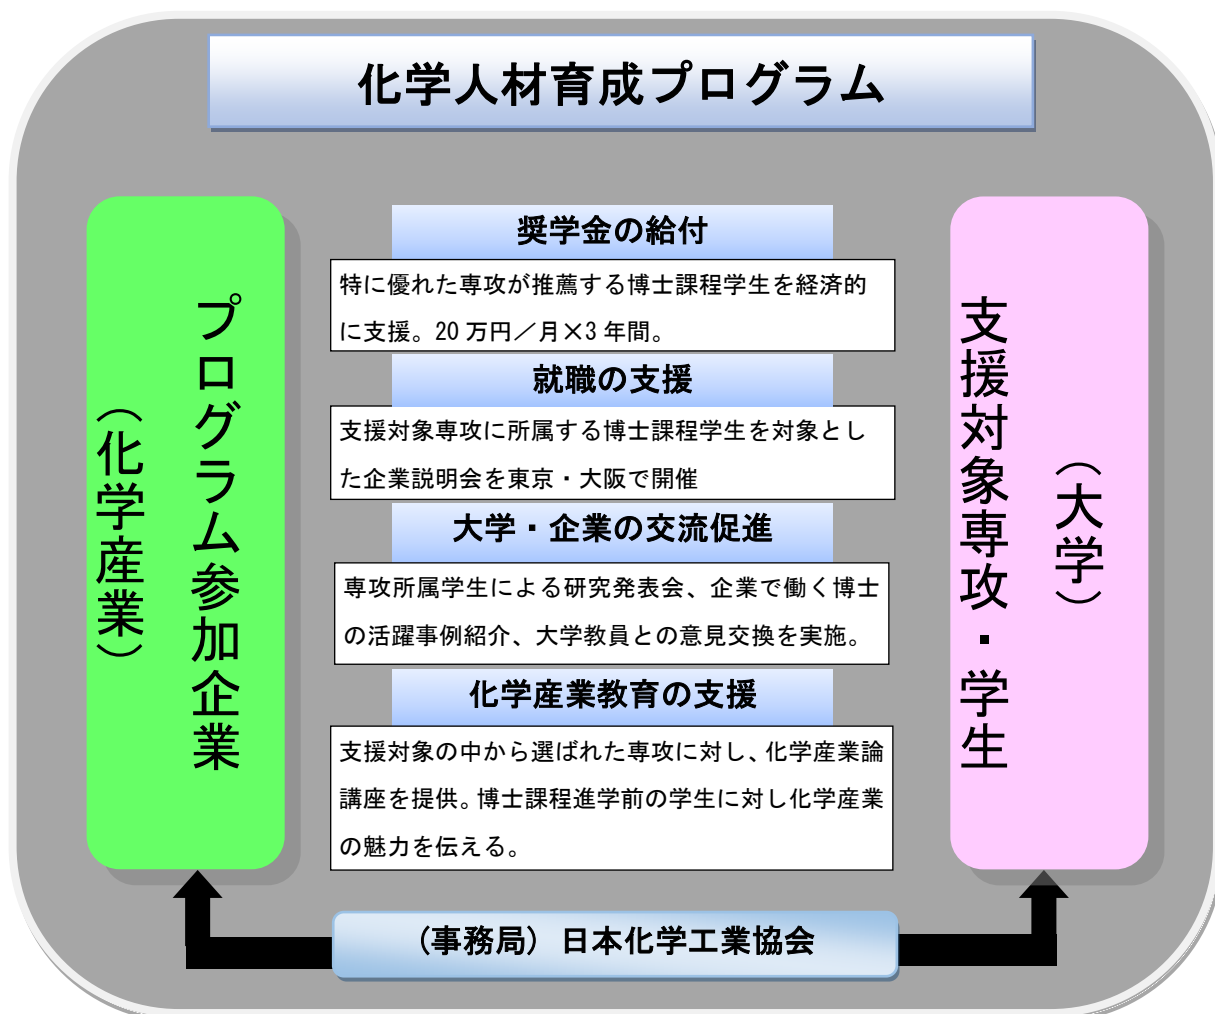 化学人材育成プログラム
プログラム参加企業
（化学産業）
奨学金の給付
特に優れた専攻が推薦する博士課程学生を経済的
に支援。20 万円／月×3 年間。
就職の支援
支援対象専攻に所属する博士課程学生を対象とし
た企業説明会を東京・大阪で開催
大学・企業の交流促進
専攻所属学生による研究発表会、企業で働く博士
の活躍事例紹介、大学教員との意見交換を実施。
化学産業教育の支援
支援対象の中から選ばれた専攻に対し、化学産業論
講座を提供。博士課程進学前の学生に対し化学産業
の魅力を伝える。
（大学）
支援対象専攻・学生
（事務局）日本化学工業協会